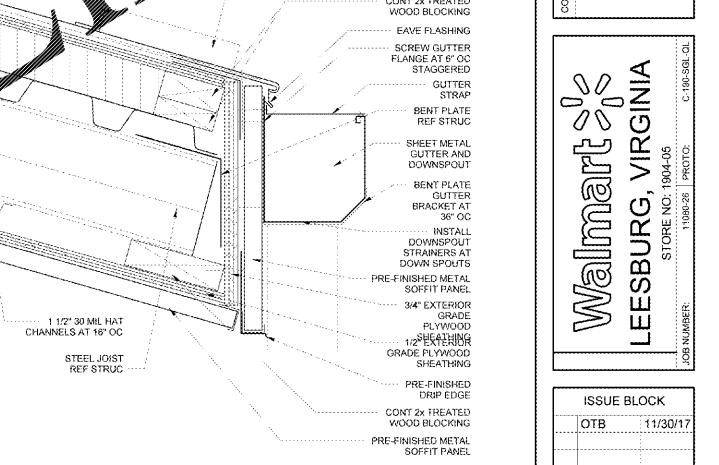 CONT 2x TREATED
WOOD BLOCKING
EAVE FLASHING
SCREW GUTTER
FLANGE AT 6" OC
STAGGERED
GUTTER
STRAP
BENT PLATE
REF STRUC
SHEET METAL
GUTTER AND
DOWNSPOUT
BENT PLATE
GUTTER
BRACKET AT
36" OC
INSTALL
DOWNSPOUT
STRAINERS AT
DOWN SPOUTS
PRE-FINISHED METAL
SOFFIT PANEL
3/4" EXTERIOR
GRADE
PLYWOOD
SHEATHING
1/2" EXTERIOR
GRADE PLYWOOD
SHEATHING
PRE-FINISHED
DRIP EDGE
CONT 2x TREATED
WOOD BLOCKING
PRE-FINISHED METAL
SOFFIT PANEL
1 1/2" 30 MIL HAT
CHANNELS AT 16" OC
STEEL JOIST
REF STRUC
CO
Walmart
LEESBURG, VIRGINIA
STORE NO: 1904-05
JOB NUMBER: 11080-26 PROTO: C-190-SGL-OL
ISSUE BLOCK
OTB 11/30/17